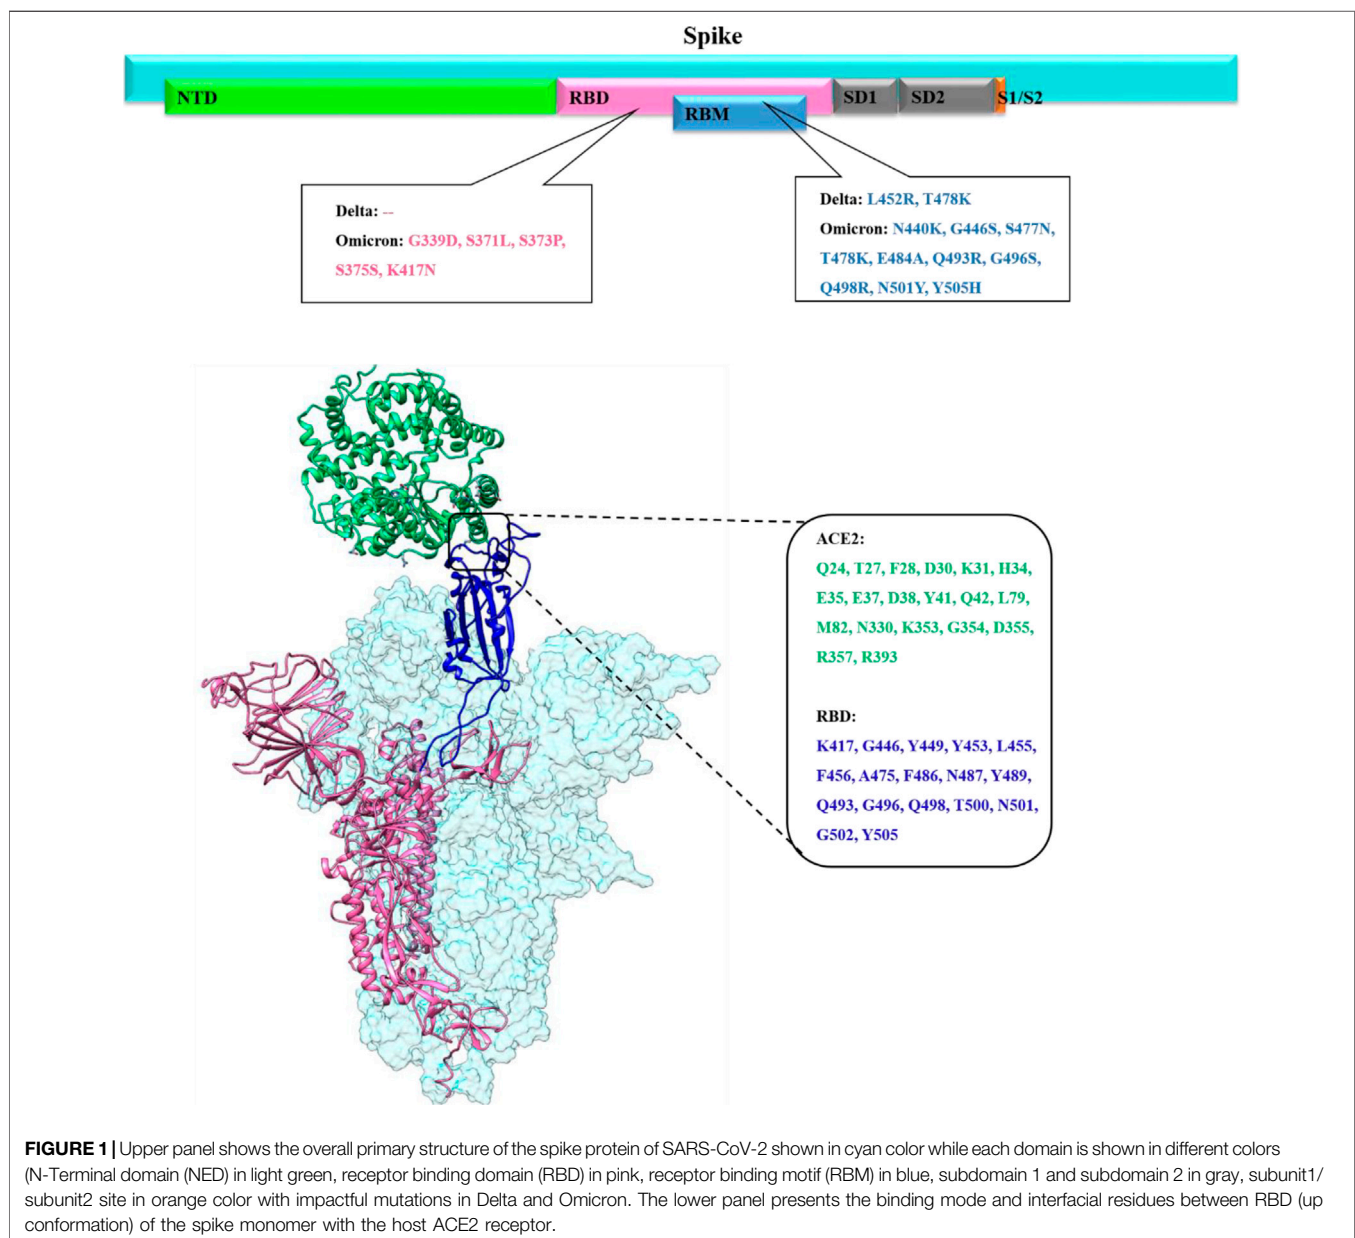 Spike
NTD
RBD
RBM
SD1
SD2
S1/S2
Delta: --
Omicron: G339D, S371L, S373P,
S375S, K417N
Delta: L452R, T478K
Omicron: N440K, G446S, S477N,
T478K, E484A, Q493R, G496S,
Q498R, N501Y, Y505H
ACE2:
Q24, T27, F28, D30, K31, H34,
E35, E37, D38, Y41, Q42, L79,
M82, N330, K353, G354, D355,
R357, R393
RBD:
K417, G446, Y449, Y453, L455,
F456, A475, F486, N487, Y489,
Q493, G496, Q498, T500, N501,
G502, Y505
FIGURE 1 | Upper panel shows the overall primary structure of the spike protein of SARS-CoV-2 shown in cyan color while each domain is shown in different colors
(N-Terminal domain (NED) in light green, receptor binding domain (RBD) in pink, receptor binding motif (RBM) in blue, subdomain 1 and subdomain 2 in gray, subunit1/
subunit2 site in orange color with impactful mutations in Delta and Omicron. The lower panel presents the binding mode and interfacial residues between RBD (up
conformation) of the spike monomer with the host ACE2 receptor.